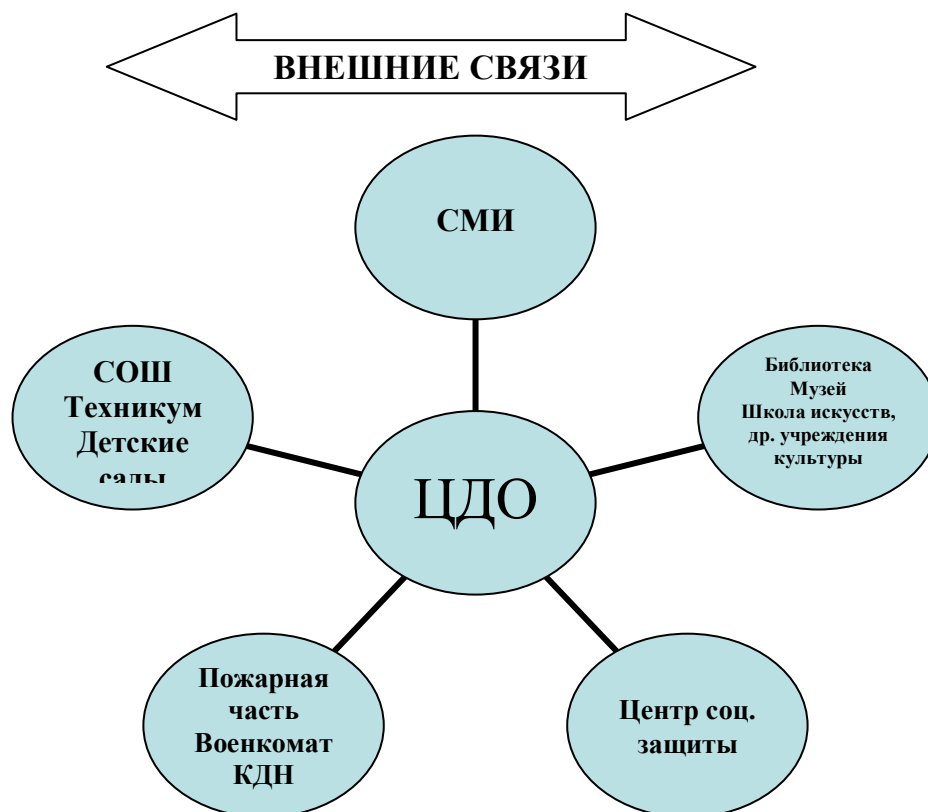 ВНЕШНИЕ СВЯЗИ
СМИ
СОШ
Техникум
Детские
сады
Библиотека
Музей
Школа искусств,
др. учреждения
культуры
ЦДО
Пожарная
часть
Военкомат
КДН
Центр соц.
защиты